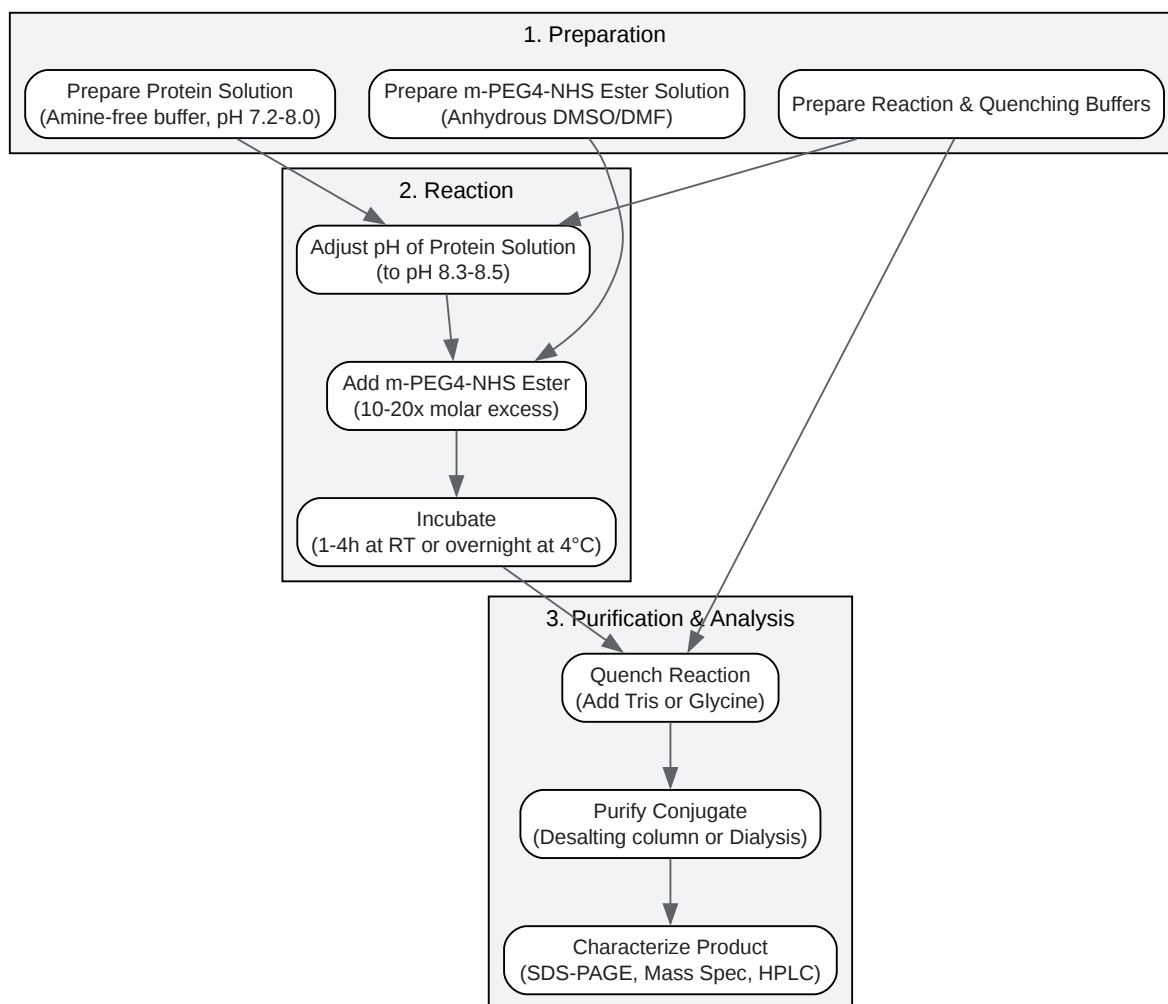 1. Preparation
Prepare Protein Solution
(Amine-free buffer, pH 7.2-8.0)
Prepare m-PEG4-NHS Ester Solution
(Anhydrous DMSO/DMF)
Prepare Reaction & Quenching Buffers
2. Reaction
Adjust pH of Protein Solution
(to pH 8.3-8.5)
Add m-PEG4-NHS Ester
(10-20x molar excess)
Incubate
(1-4h at RT or overnight at 4°C)
3. Purification & Analysis
Quench Reaction
(Add Tris or Glycine)
Purify Conjugate
(Desalting column or Dialysis)
Characterize Product
(SDS-PAGE, Mass Spec, HPLC)